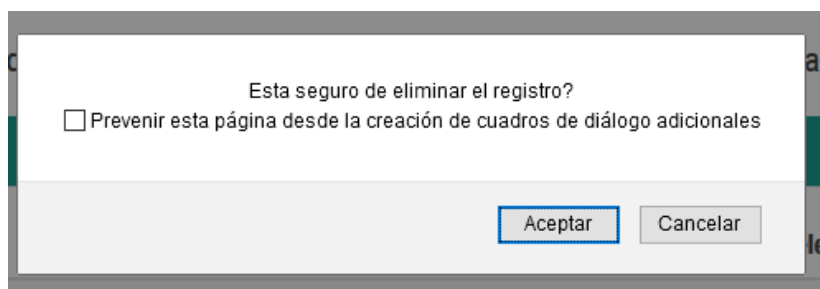 Esta seguro de eliminar el registro?
Prevenir esta página desde la creación de cuadros de diálogo adicionales
Aceptar
Cancelar